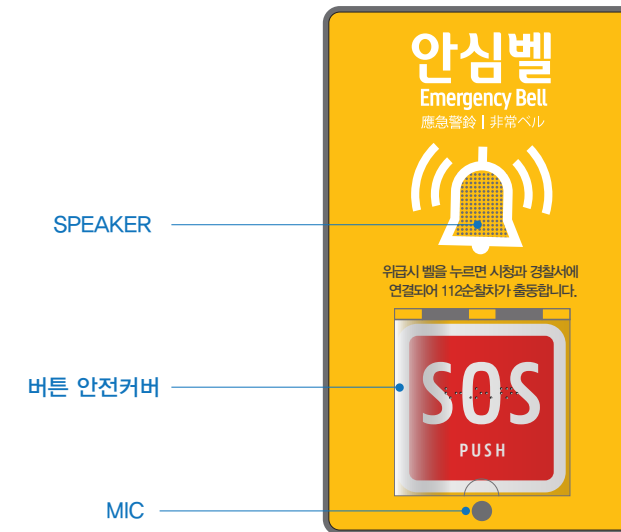 안심벨
Emergency Bell
應急警鈴 | 非常ベル
SPEAKER
위급시 벨을 누르면 시청과 경찰서에
연결되어 112순찰차가 출동합니다.
버튼 안전커버
SOS
PUSH
MIC